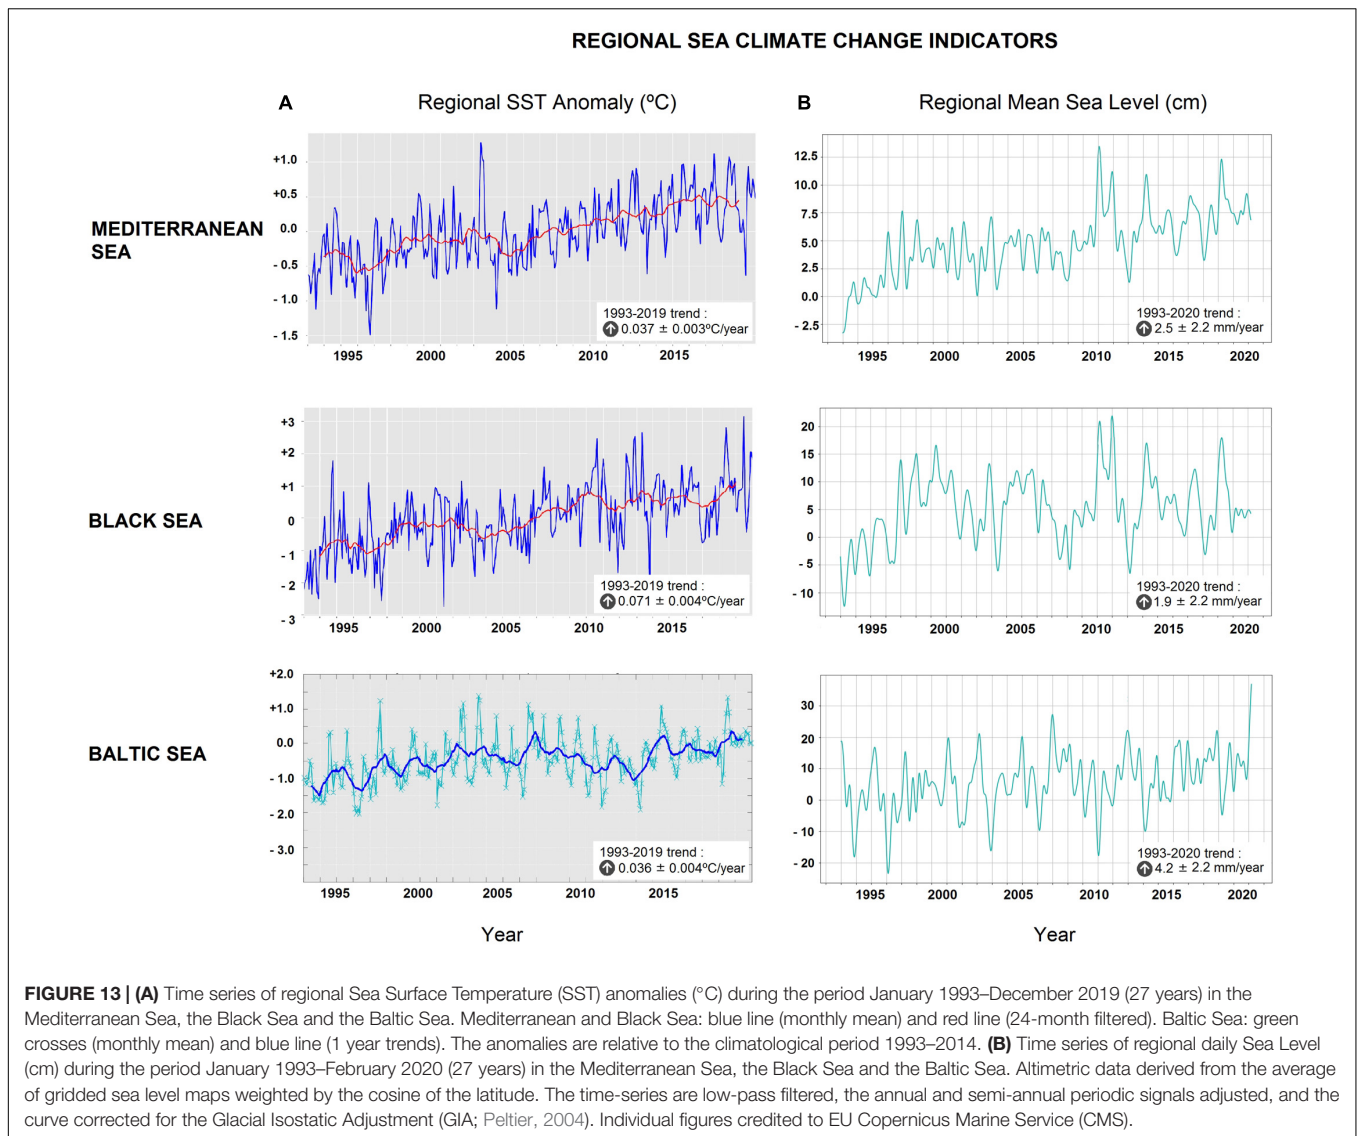 REGIONAL SEA CLIMATE CHANGE INDICATORS
A Regional SST Anomaly (ºC)
B Regional Mean Sea Level (cm)
MEDITERRANEAN
SEA
+1.0
+0.5
0.0
- 0.5
- 1.0
- 1.5
1993-2019 trend :
0.037 ± 0.003ºC/year
1995 2000 2005 2010 2015
12.5
10.0
7.5
5.0
2.5
0.0
- 2.5
1993-2020 trend :
2.5 ± 2.2 mm/year
1995 2000 2005 2010 2015 2020
BLACK SEA
+3
+2
+1
0
- 1
- 2
- 3
1993-2019 trend :
0.071 ± 0.004ºC/year
1995 2000 2005 2010 2015
20
15
10
5
0
- 5
- 10
1993-2020 trend :
1.9 ± 2.2 mm/year
1995 2000 2005 2010 2015 2020
BALTIC SEA
+2.0
+1.0
0.0
- 1.0
- 2.0
- 3.0
1993-2019 trend :
0.036 ± 0.004ºC/year
1995 2000 2005 2010 2015
Year
30
20
10
0
- 10
- 20
1993-2020 trend :
4.2 ± 2.2 mm/year
1995 2000 2005 2010 2015 2020
Year
FIGURE 13 | (A) Time series of regional Sea Surface Temperature (SST) anomalies (°C) during the period January 1993–December 2019 (27 years) in the
Mediterranean Sea, the Black Sea and the Baltic Sea. Mediterranean and Black Sea: blue line (monthly mean) and red line (24-month filtered). Baltic Sea: green
crosses (monthly mean) and blue line (1 year trends). The anomalies are relative to the climatological period 1993–2014. (B) Time series of regional daily Sea Level
(cm) during the period January 1993–February 2020 (27 years) in the Mediterranean Sea, the Black Sea and the Baltic Sea. Altimetric data derived from the average
of gridded sea level maps weighted by the cosine of the latitude. The time-series are low-pass filtered, the annual and semi-annual periodic signals adjusted, and the
curve corrected for the Glacial Isostatic Adjustment (GIA; Peltier, 2004). Individual figures credited to EU Copernicus Marine Service (CMS).